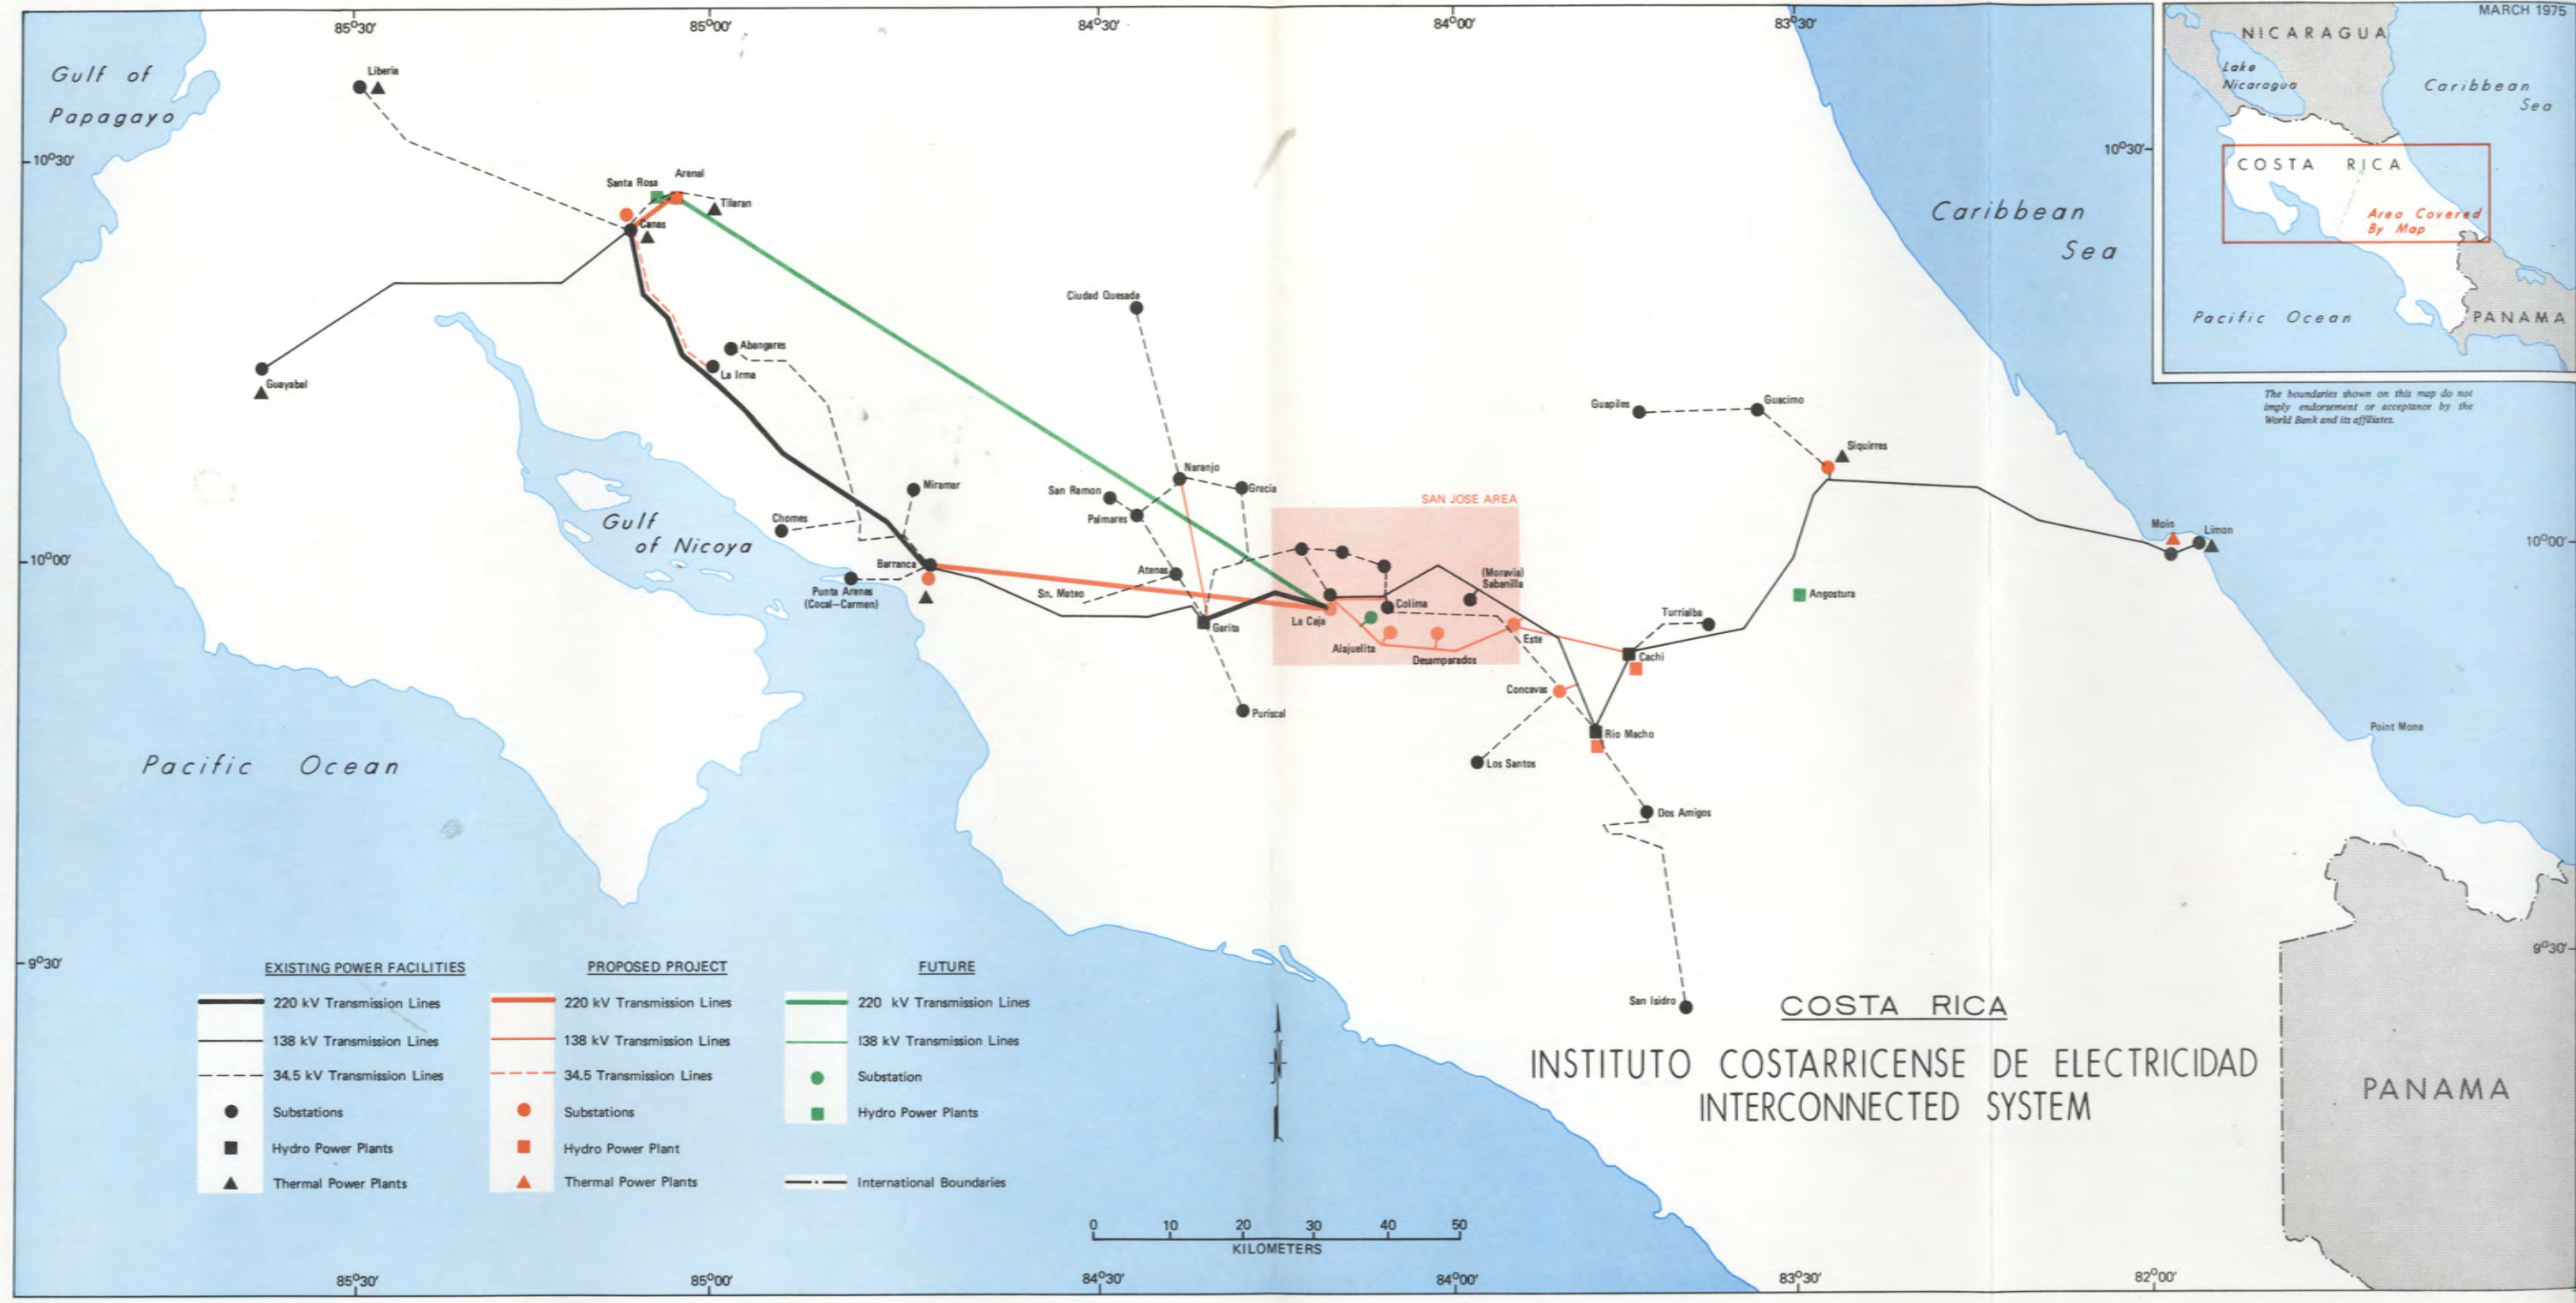 85°30'
85°00'
84°30'
84°00'
83°30'
MARCH 1975
NICARAGUA
Lake
Nicaragua
Caribbean
Sea
COSTA RICA
Area Covered
By Map
Pacific Ocean
PANAMA
The boundaries shown on this map do not
imply endorsement or acceptance by the
World Bank and its affiliates.
Gulf of
Papagayo
10°30'
10°30'
Liberia
Santa Rosa
Arenal
Tilaran
Canas
Caribbean
Sea
Ciudad Quesada
Abangares
La Irma
Guayabal
Guapiles
Guacimo
Siquirres
Naranjo
Grecia
San Ramon
Palmares
Miramar
Chomes
SAN JOSE AREA
Gulf
of Nicoya
Moin
Limon
10°00'
10°00'
Barranca
Atenas
Punta Arenas
(Cocal-Carmen)
Sn. Mateo
(Moravia)
Sabanilla
Colima
Angostura
Turrialba
Garita
La Caja
Este
Alajuelita
Desamparados
Cachi
Concavas
Puriscal
Rio Macho
Point Mona
Los Santos
Pacific Ocean
Dos Amigos
9°30'
9°30'
San Isidro
EXISTING POWER FACILITIES
220 kV Transmission Lines
138 kV Transmission Lines
34.5 kV Transmission Lines
Substations
Hydro Power Plants
Thermal Power Plants
PROPOSED PROJECT
220 kV Transmission Lines
138 kV Transmission Lines
34.5 Transmission Lines
Substations
Hydro Power Plant
Thermal Power Plants
FUTURE
220 kV Transmission Lines
138 kV Transmission Lines
Substation
Hydro Power Plants
International Boundaries
COSTA RICA
INSTITUTO COSTARRICENSE DE ELECTRICIDAD
INTERCONNECTED SYSTEM
PANAMA
0 10 20 30 40 50
KILOMETERS
85°30'
85°00'
84°30'
84°00'
83°30'
82°00'